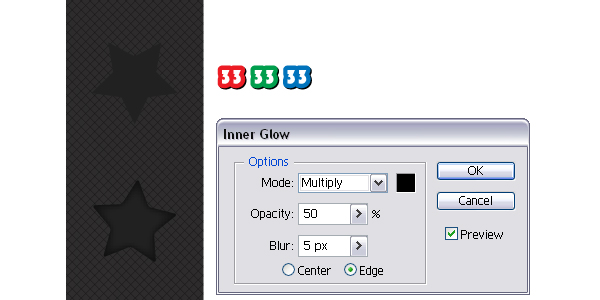 33 33 33
Inner Glow
Options
Mode: Multiply
Opacity: 50 %
Blur: 5 px
Center Edge
OK
Cancel
Preview